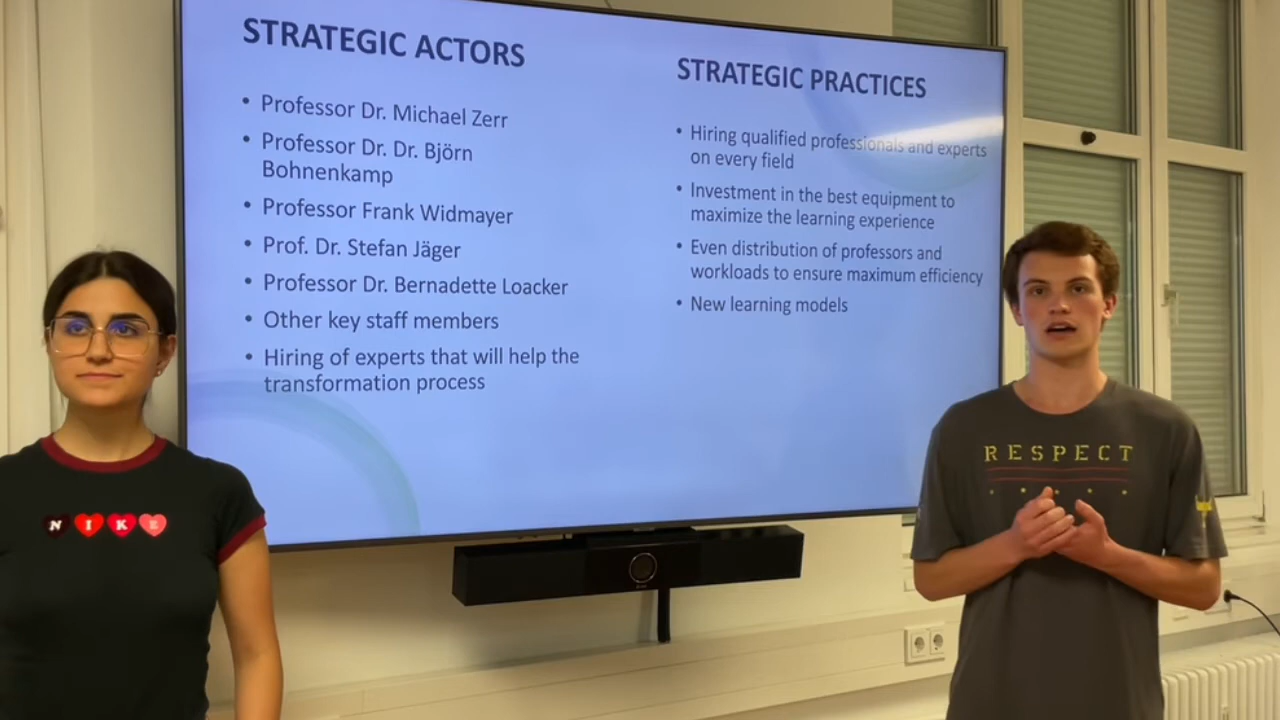 STRATEGIC ACTORS
• Professor Dr. Michael Zerr
• Professor Dr. Dr. Björn
Bohnenkamp
• Professor Frank Widmayer
• Prof. Dr. Stefan Jäger
• Professor Dr. Bernadette Loacker
• Other key staff members
• Hiring of experts that will help the
transformation process
STRATEGIC PRACTICES
• Hiring qualified professionals and experts
on every field
• Investment in the best equipment to
maximize the learning experience
• Even distribution of professors and
workloads to ensure maximum efficiency
• New learning models
NIKE
RESPECT